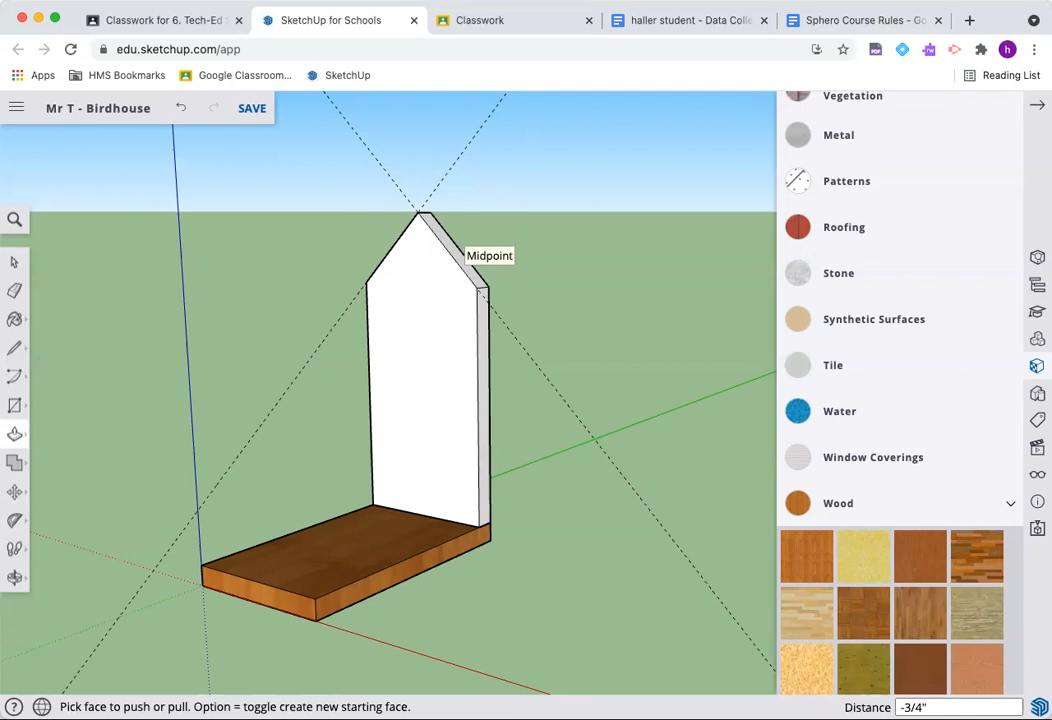 Classwork for 6. Tech-Ed
SketchUp for Schools
Classwork
haller student - Data Colle
Sphero Course Rules - Go
edu.sketchup.com/app
h
Apps
HMS Bookmarks
Google Classroom...
SketchUp
Reading List
Mr T - Birdhouse
SAVE
Midpoint
Vegetation
Metal
Patterns
Roofing
Stone
Synthetic Surfaces
Tile
Water
Window Coverings
Wood
Pick face to push or pull. Option = toggle create new starting face.
Distance
-3/4"